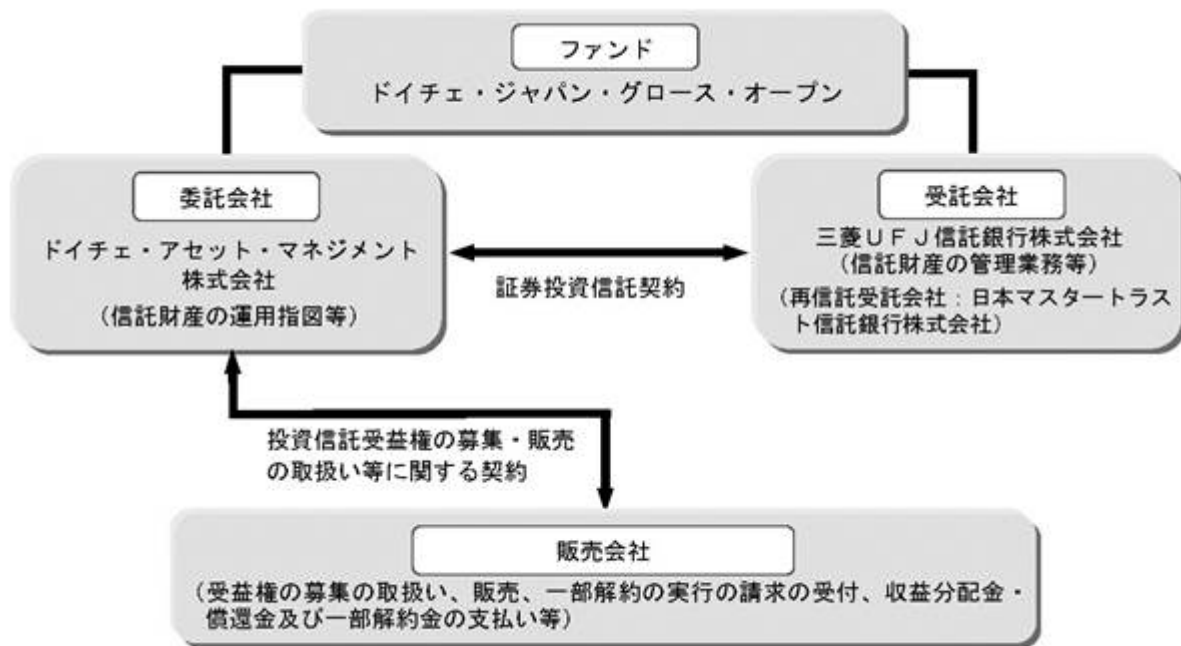 ファンド
ドイチェ・ジャパン・グロース・オープン
委託会社
ドイチェ・アセット・マネジメント
株式会社
(信託財産の運用指図等)
証券投資信託契約
受託会社
三菱UFJ信託銀行株式会社
(信託財産の管理業務等)
(再信託受託会社:日本マスタートラス
ト信託銀行株式会社)
投資信託受益権の募集・販売
の取扱い等に関する契約
販売会社
(受益権の募集の取扱い、販売、一部解約の実行の請求の受付、収益分配金・
償還金及び一部解約金の支払い等)